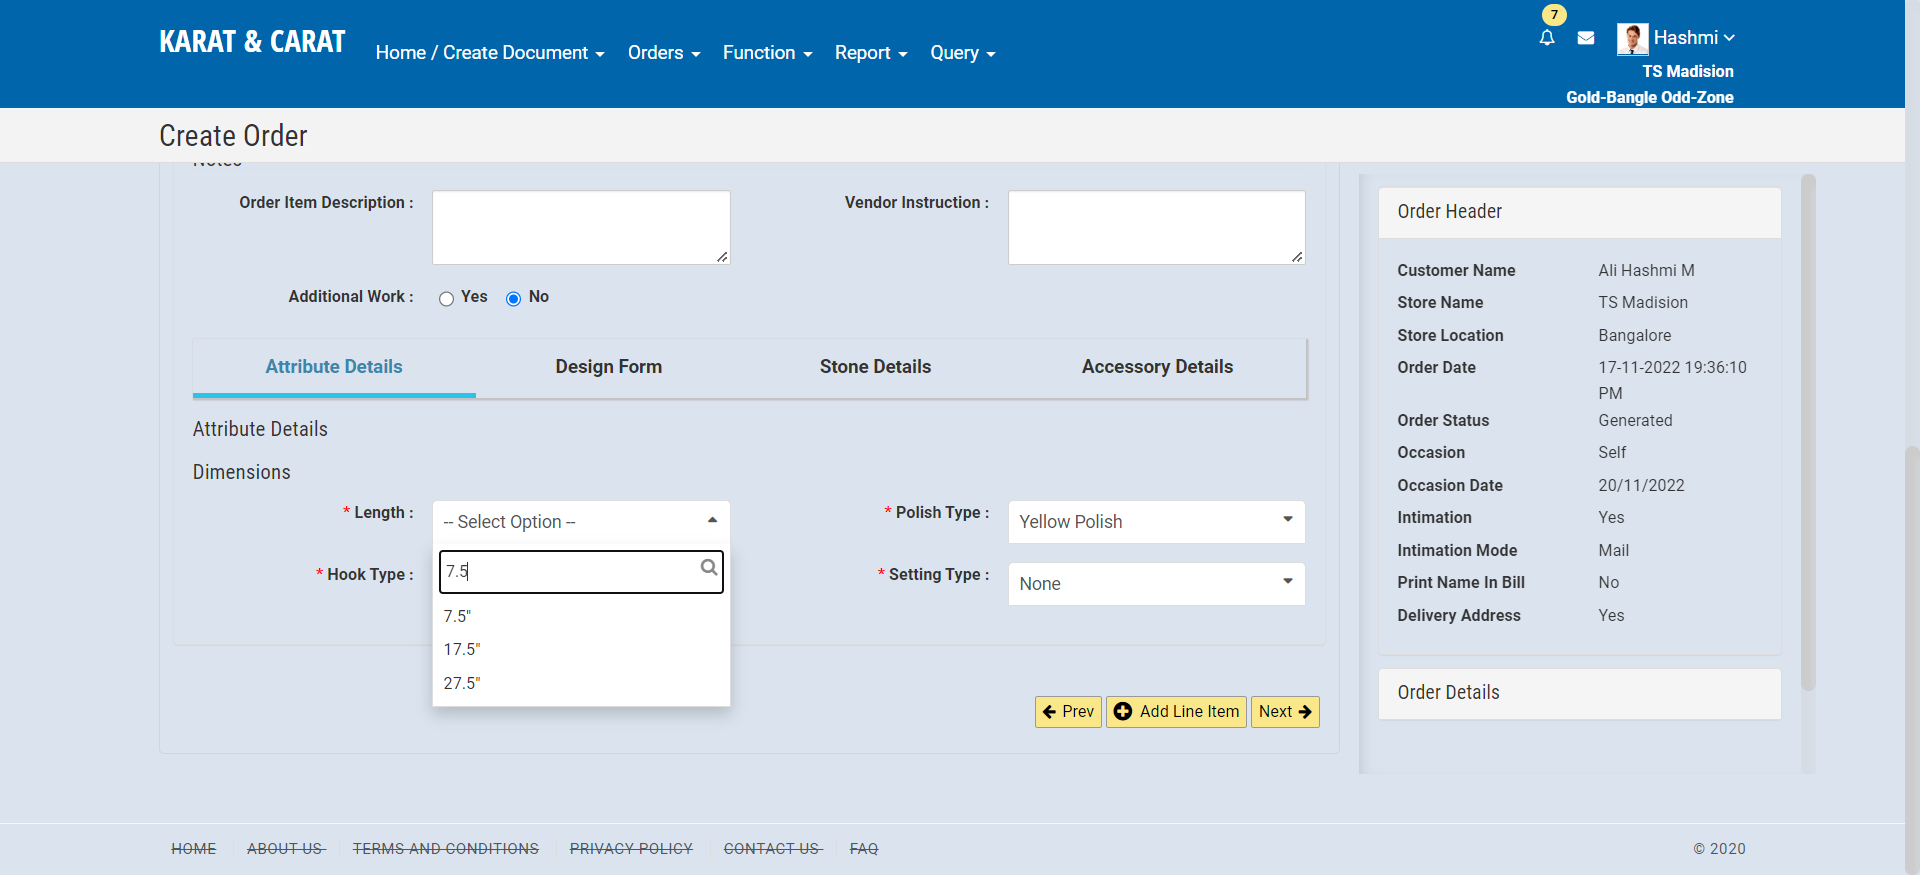 7
KARAT & CARAT
Home / Create Document
Orders
Function
Report
Query
Hashmi
TS Madision
Gold-Bangle Odd-Zone
Create Order
Notes
Order Item Description :
Vendor Instruction :
Additional Work :
Yes
No
Attribute Details
Design Form
Stone Details
Accessory Details
Attribute Details
Dimensions
* Length :
-- Select Option --
* Polish Type :
Yellow Polish
7.5
* Hook Type :
* Setting Type :
None
7.5"
17.5"
27.5"
Prev
Add Line Item
Next
Order Header
Customer Name Ali Hashmi M
Store Name TS Madision
Store Location Bangalore
Order Date 17-11-2022 19:36:10
PM
Order Status Generated
Occasion Self
Occasion Date 20/11/2022
Intimation Yes
Intimation Mode Mail
Print Name In Bill No
Delivery Address Yes
Order Details
HOME
ABOUT US
TERMS AND CONDITIONS
PRIVACY POLICY
CONTACT US
FAQ
© 2020